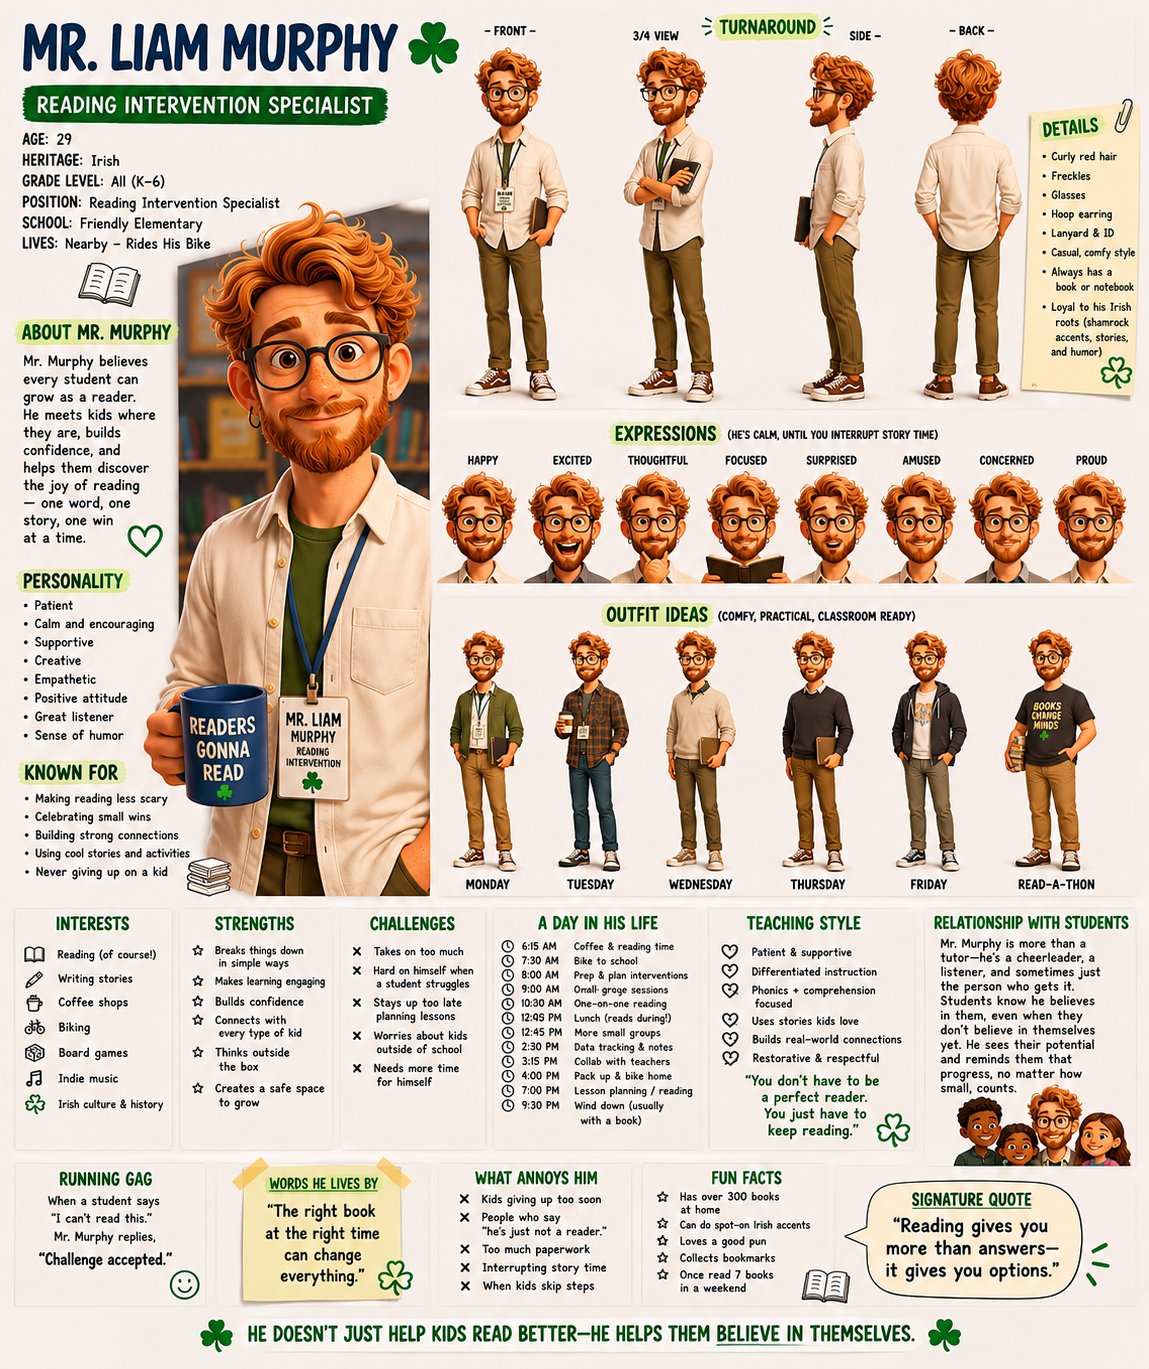 MR. LIAM MURPHY
READING INTERVENTION SPECIALIST
AGE: 29
HERITAGE: Irish
GRADE LEVEL: All (K–6)
POSITION: Reading Intervention Specialist
SCHOOL: Friendly Elementary
LIVES: Nearby – Rides His Bike
ABOUT MR. MURPHY
Mr. Murphy believes
every student can
grow as a reader.
He meets kids where
they are, builds
confidence, and
helps them discover
the joy of reading
— one word, one
story, one win
at a time.
PERSONALITY
• Patient
• Calm and encouraging
• Supportive
• Creative
• Empathetic
• Positive attitude
• Great listener
• Sense of humor
KNOWN FOR
• Making reading less scary
• Celebrating small wins
• Building strong connections
• Using cool stories and activities
• Never giving up on a kid
READERS
GONNA
READ
MR. LIAM
MURPHY
READING
INTERVENTION
TURNAROUND
– FRONT –
3/4 VIEW
SIDE –
– BACK –
DETAILS
• Curly red hair
• Freckles
• Glasses
• Hoop earring
• Lanyard & ID
• Casual, comfy style
• Always has a
book or notebook
• Loyal to his Irish
roots (shamrock
accents, stories,
and humor)
EXPRESSIONS (HE'S CALM, UNTIL YOU INTERRUPT STORY TIME)
HAPPY
EXCITED
THOUGHTFUL
FOCUSED
SURPRISED
AMUSED
CONCERNED
PROUD
OUTFIT IDEAS (COMFY, PRACTICAL, CLASSROOM READY)
BOOKS
CHANGE
MINDS
MONDAY
TUESDAY
WEDNESDAY
THURSDAY
FRIDAY
READ-A-THON
INTERESTS
Reading (of course!)
Writing stories
Coffee shops
Biking
Board games
Indie music
Irish culture & history
STRENGTHS
Breaks things down
in simple ways
Makes learning engaging
Builds confidence
Connects with
every type of kid
Thinks outside
the box
Creates a safe space
to grow
CHALLENGES
Takes on too much
Hard on himself when
a student struggles
Stays up too late
planning lessons
Worries about kids
outside of school
Needs more time
for himself
A DAY IN HIS LIFE
6:15 AM Coffee & reading time
7:30 AM Bike to school
8:00 AM Prep & plan interventions
9:00 AM sessions
10:30 AM One-on-one reading
12:05 PM Lunch (reads during!)
12:45 PM More small groups
2:30 PM Data tracking & notes
3:15 PM Collab with teachers
4:00 PM Pack up & bike home
7:00 PM Lesson planning / reading
9:30 PM Wind down (usually
with a book)
TEACHING STYLE
Patient & supportive
Differentiated instruction
Phonics + comprehension
focused
Uses stories kids love
Builds real-world connections
Restorative & respectful
"You don't have to be
a perfect reader.
You just have to
keep reading."
RELATIONSHIP WITH STUDENTS
Mr. Murphy is more than a
tutor—he's a cheerleader, a
listener, and sometimes just
the person who gets it.
Students know he believes
in them, even when they
don't believe in themselves
yet. He sees their potential
and reminds them that
progress, no matter how
small, counts.
RUNNING GAG
When a student says
"I can't read this."
Mr. Murphy replies,
"Challenge accepted."
WORDS HE LIVES BY
"The right book
at the right time
can change
everything."
WHAT ANNOYS HIM
Kids giving up too soon
People who say
"he's just not a reader."
Too much paperwork
Interrupting story time
When kids skip steps
FUN FACTS
Has over 300 books
at home
Can do spot-on Irish accents
Loves a good pun
Collects bookmarks
Once read 7 books
in a weekend
SIGNATURE QUOTE
"Reading gives you
more than answers—
it gives you options."
HE DOESN'T JUST HELP KIDS READ BETTER—HE HELPS THEM BELIEVE IN THEMSELVES.